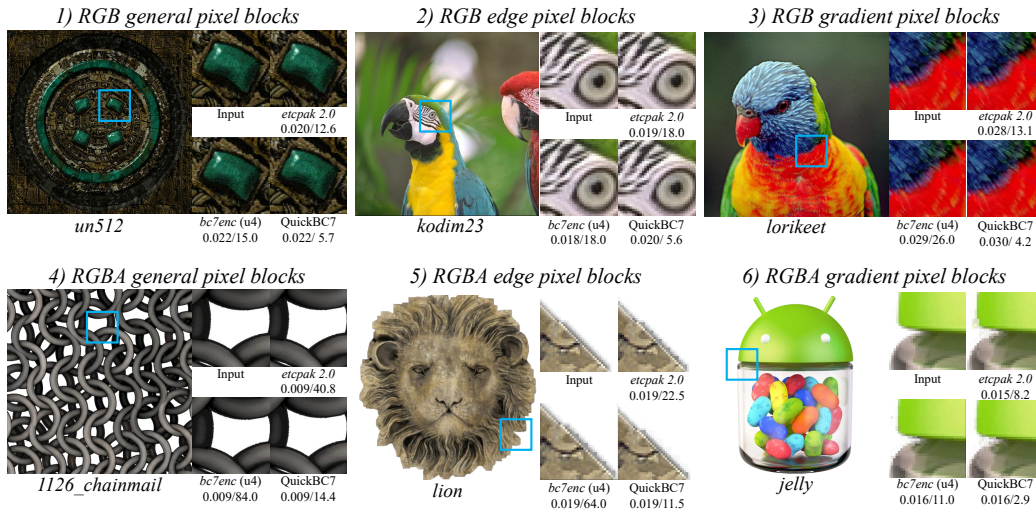 1) RGB general pixel blocks
Input
etcpak 2.0
0.020/12.6
bc7enc (u4)
0.022/15.0
QuickBC7
0.022/ 5.7
un512
2) RGB edge pixel blocks
Input
etcpak 2.0
0.019/18.0
bc7enc (u4)
0.018/18.0
QuickBC7
0.020/ 5.6
kodim23
3) RGB gradient pixel blocks
Input
etcpak 2.0
0.028/13.1
bc7enc (u4)
0.029/26.0
QuickBC7
0.030/ 4.2
lorikeet
4) RGBA general pixel blocks
Input
etcpak 2.0
0.009/40.8
bc7enc (u4)
0.009/84.0
QuickBC7
0.009/14.4
1126_chainmail
5) RGBA edge pixel blocks
Input
etcpak 2.0
0.019/22.5
bc7enc (u4)
0.019/64.0
QuickBC7
0.019/11.5
lion
6) RGBA gradient pixel blocks
Input
etcpak 2.0
0.015/8.2
bc7enc (u4)
0.016/11.0
QuickBC7
0.016/2.9
jelly